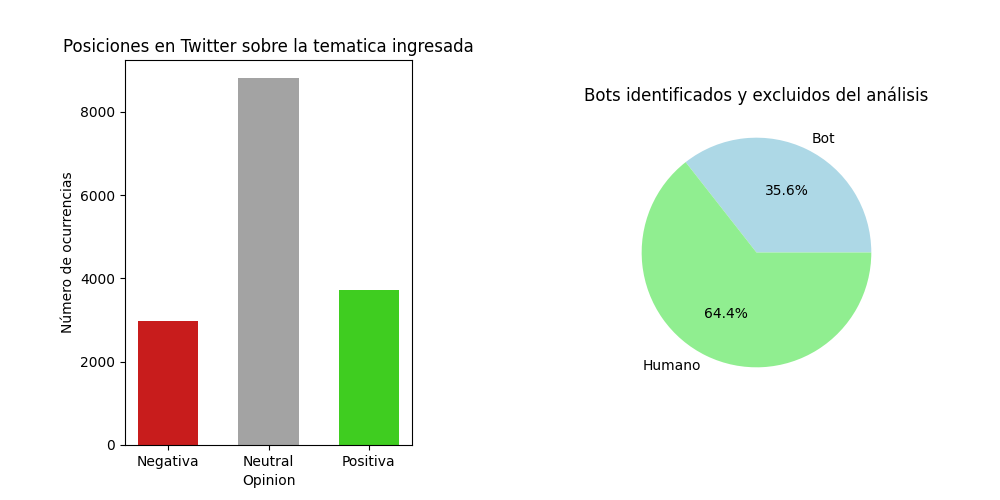 Posiciones en Twitter sobre la tematica ingresada
Número de ocurrencias
8000
6000
4000
2000
0
Negativa
Neutral
Positiva
Opinion
Bots identificados y excluidos del análisis
Bot
35.6%
64.4%
Humano